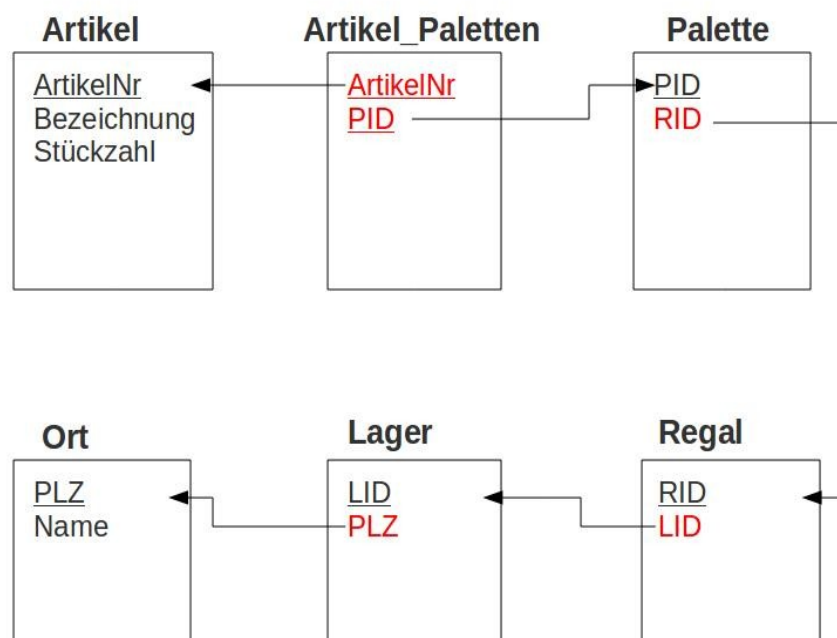 Artikel
ArtikelNr
Bezeichnung
Stückzahl
Artikel_Paletten
ArtikelNr
PID
Palette
PID
RID
Ort
PLZ
Name
Lager
LID
PLZ
Regal
RID
LID